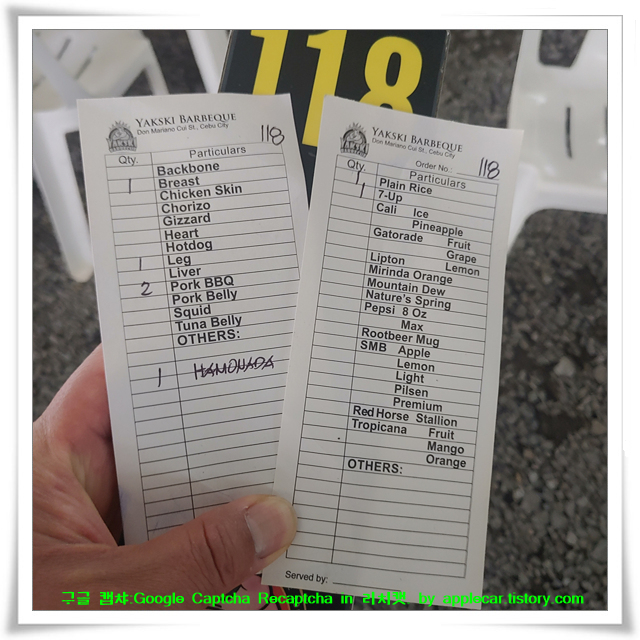 118
YAKSKI BARBEQUE
Don Mariano Cui St., Cebu City
118
Qty. Particulars
Backbone
1 Breast
Chicken Skin
Chorizo
Gizzard
Heart
Hotdog
1 Leg
Liver
2 Pork BBQ
Pork Belly
Squid
Tuna Belly
OTHERS:
1 HAMONADA
YAKSKI BARBEQUE
Don Mariano Cui St., Cebu City
Order No.: 118
Qty. Particulars
1 Plain Rice
1 7-Up
Cali Ice
Pineapple
Gatorade Fruit
Grape
Lemon
Lipton
Mirinda Orange
Mountain Dew
Nature's Spring
Pepsi 8 Oz
Max
Rootbeer Mug
SMB Apple
Lemon
Light
Pilsen
Premium
Red Horse Stallion
Tropicana Fruit
Mango
Orange
OTHERS:
Served by:
구글 캡챠:Google Captcha Recaptcha in 라자펫 by appletocar.tistory.com